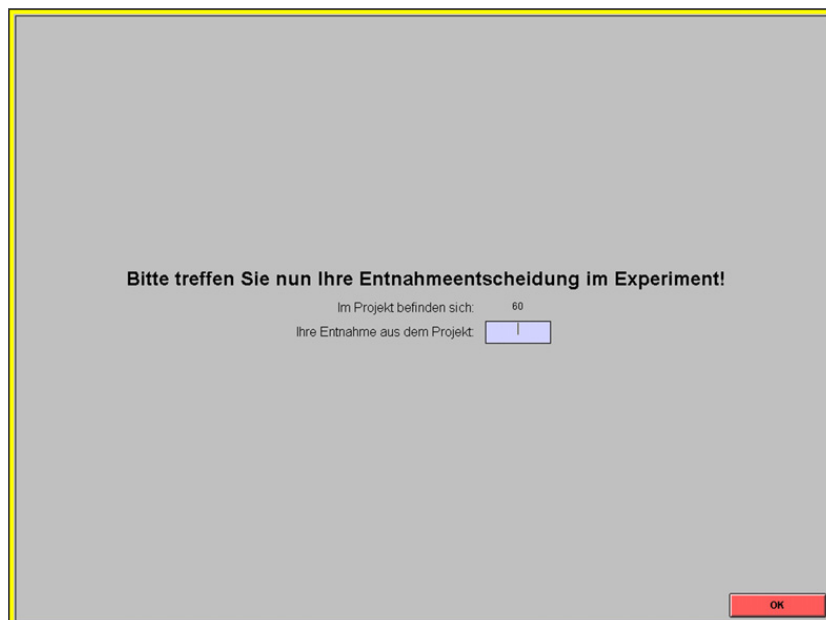 Bitte treffen Sie nun Ihre Entnahmeentscheidung im Experiment!
Im Projekt befinden sich: 60
Ihre Entnahme aus dem Projekt:
OK